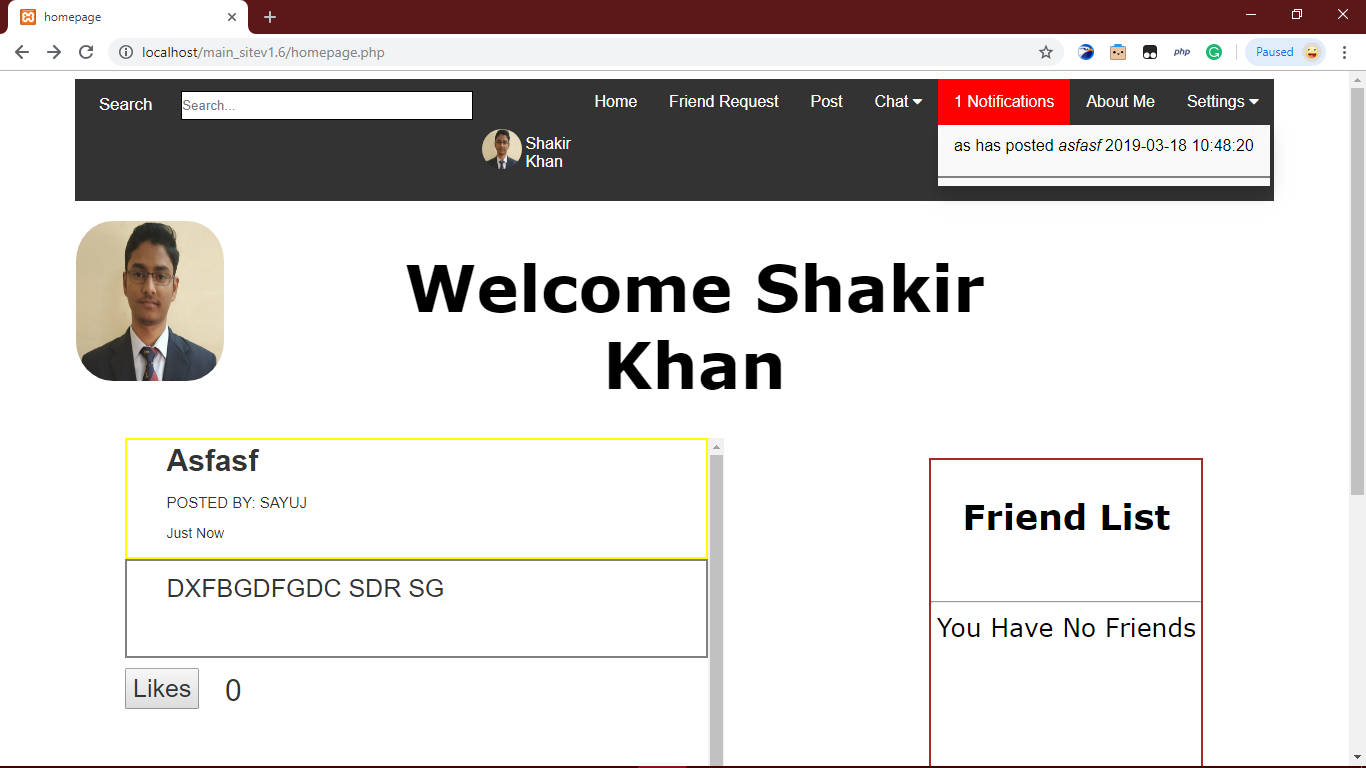 homepage
localhost/main_sitev1.6/homepage.php
php
Paused
Search
Search...
Home
Friend Request
Post
Chat
1 Notifications
About Me
Settings
Shakir
Khan
as has posted asfasf 2019-03-18 10:48:20
Welcome Shakir
Khan
Asfasf
POSTED BY: SAYUJ
Just Now
DXFBGDFGDC SDR SG
Likes 0
Friend List
You Have No Friends